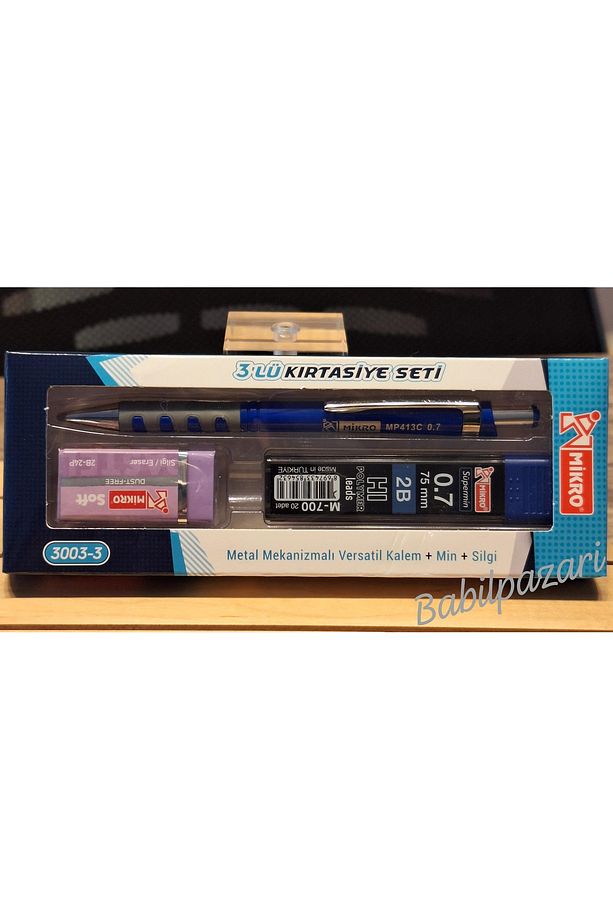 3'LÜ KIRTASİYE SETİ
MİKRO MP413C 0.7
MİKRO
Silgi / Eraser
2B-24P
DUST-FREE
MİKRO Soft
M-700
20 adet
Made in TÜRKİYE
HI
POLYMER
leads
2B
0.7
75 mm
Süpermin
MİKRO
3003-3
Metal Mekanizmalı Versatil Kalem + Min + Silgi
Babilpazari